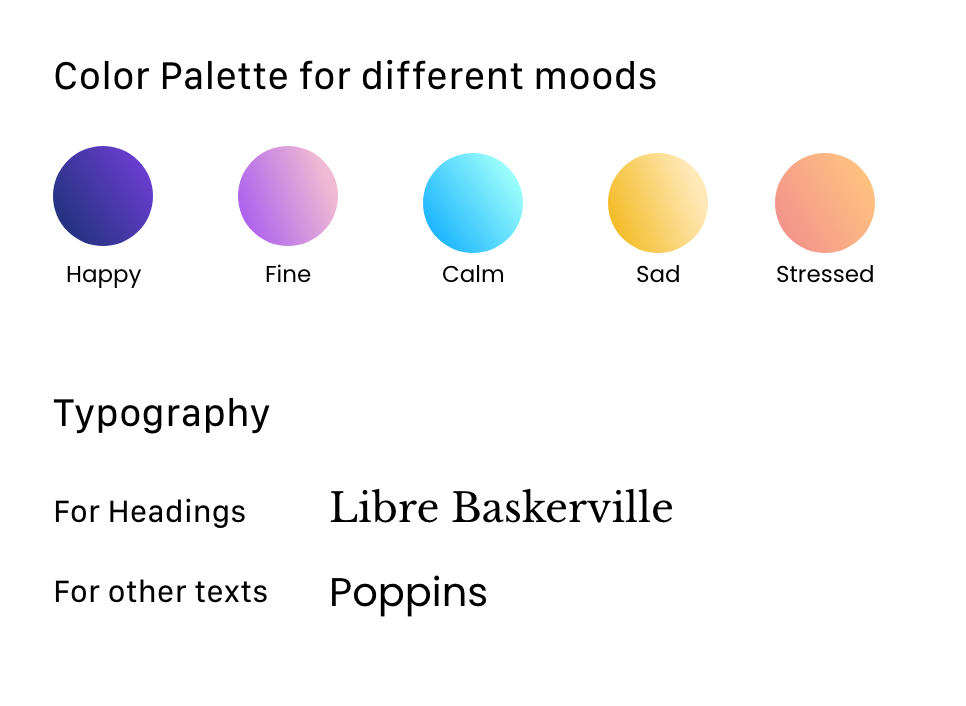 Color Palette for different moods
Happy
Fine
Calm
Sad
Stressed
Typography
For Headings
Libre Baskerville
For other texts
Poppins